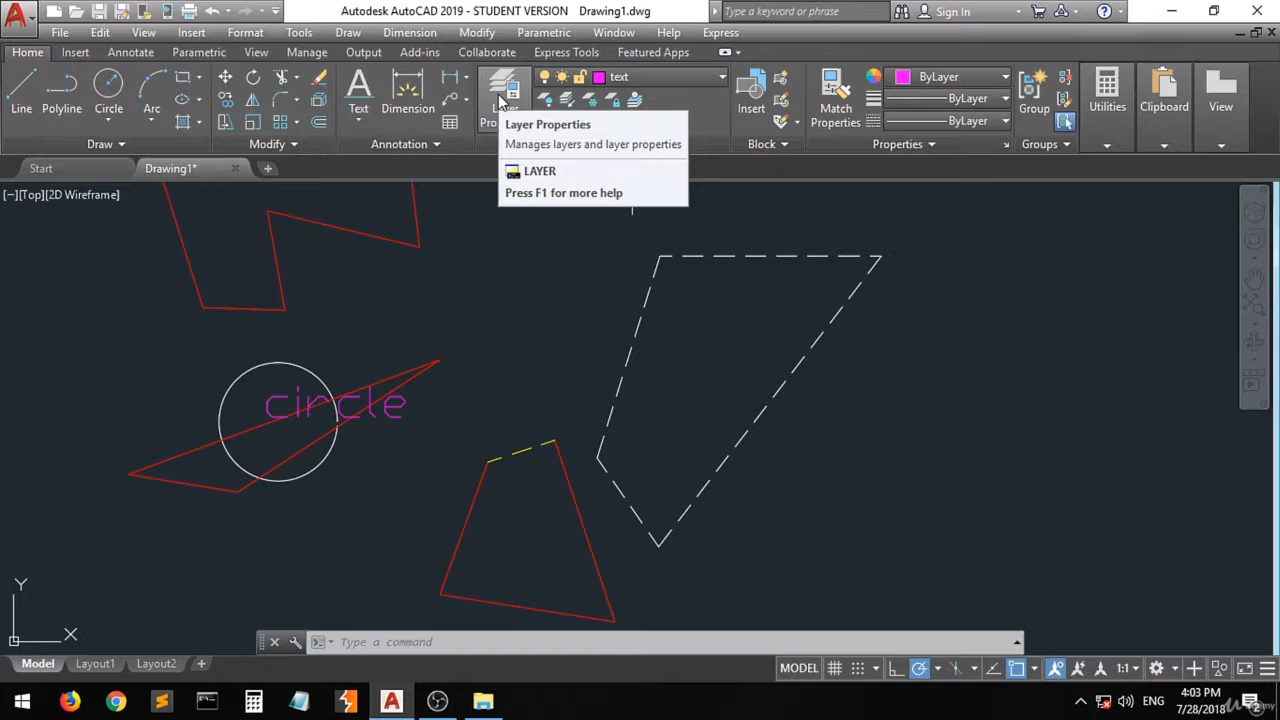 Autodesk AutoCAD 2019 - STUDENT VERSION Drawing1.dwg
Type a keyword or phrase
Sign In
File Edit View Insert Format Tools Draw Dimension Modify Parametric Window Help Express
Home Insert Annotate Parametric View Manage Output Add-ins Collaborate Express Tools Featured Apps
text
ByLayer
ByLayer
ByLayer
Line Polyline Circle Arc Text Dimension Insert Match Properties Group Utilities Clipboard View
Draw Modify Annotation Block Properties Groups
Layer Properties
Manages layers and layer properties
LAYER
Press F1 for more help
Start Drawing1*
[−][Top][2D Wireframe]
circle
Y
X
Type a command
Model Layout1 Layout2
MODEL 1:1
ENG
4:03 PM
7/28/2018